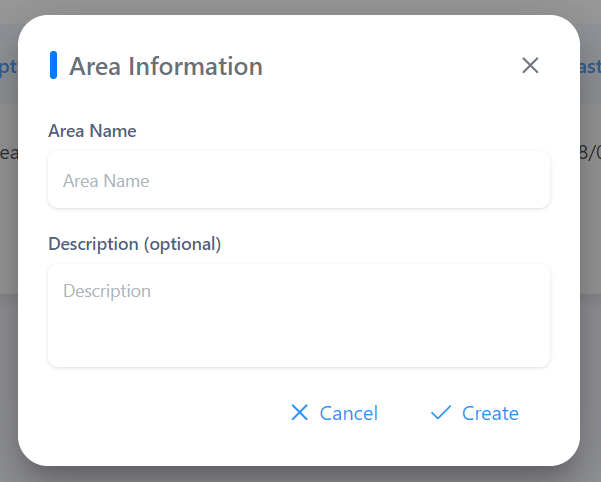 Area Information
Area Name
Area Name
Description (optional)
Description
Cancel
Create